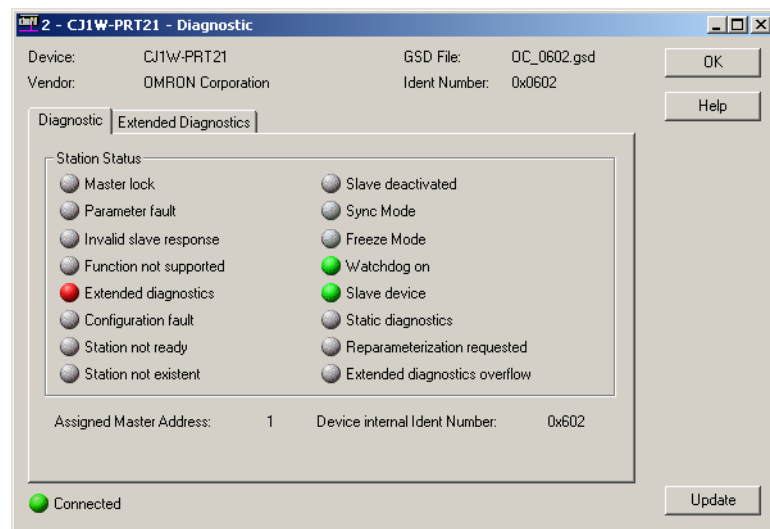 2 - CJ1W-PRT21 - Diagnostic
Device: CJ1W-PRT21 GSD File: OC_0602.gsd
Vendor: OMRON Corporation Ident Number: 0x0602
OK
Help
Diagnostic Extended Diagnostics
Station Status
Master lock Slave deactivated
Parameter fault Sync Mode
Invalid slave response Freeze Mode
Function not supported Watchdog on
Extended diagnostics Slave device
Configuration fault Static diagnostics
Station not ready Reparameterization requested
Station not existent Extended diagnostics overflow
Assigned Master Address: 1 Device internal Ident Number: 0x602
Connected Update